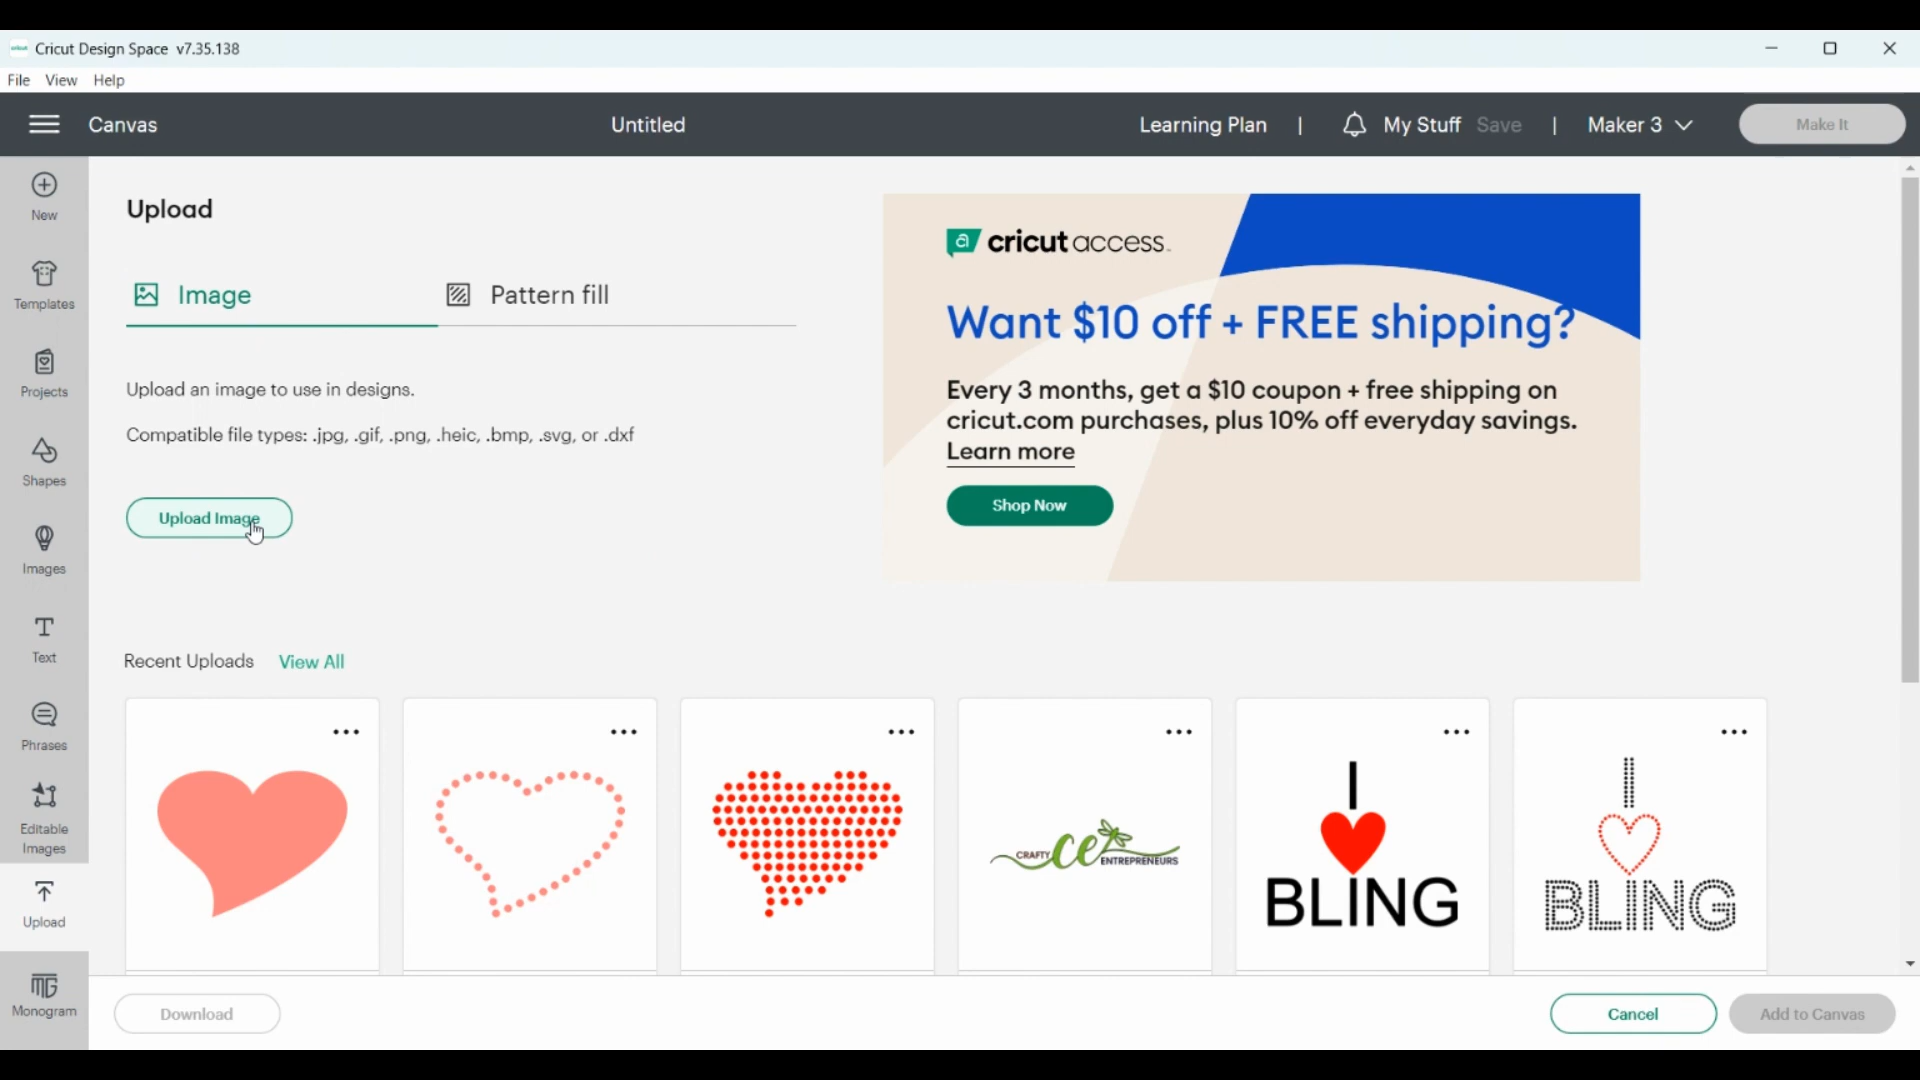 cricut Cricut Design Space v7.35.138
File View Help
Canvas Untitled Learning Plan | My Stuff Save | Maker 3 Make It
New
Templates
Projects
Shapes
Images
Text
Phrases
Editable
Images
Upload
Monogram
Upload
Image Pattern fill
Upload an image to use in designs.
Compatible file types: .jpg, .gif, .png, .heic, .bmp, .svg, or .dxf
Upload Image
a cricut access™
Want $10 off + FREE shipping?
Every 3 months, get a $10 coupon + free shipping on
cricut.com purchases, plus 10% off everyday savings.
Learn more
Shop Now
Recent Uploads View All
CRAFTY CE ENTREPRENEURS
I
BLING
I
BLING
Download Cancel Add to Canvas